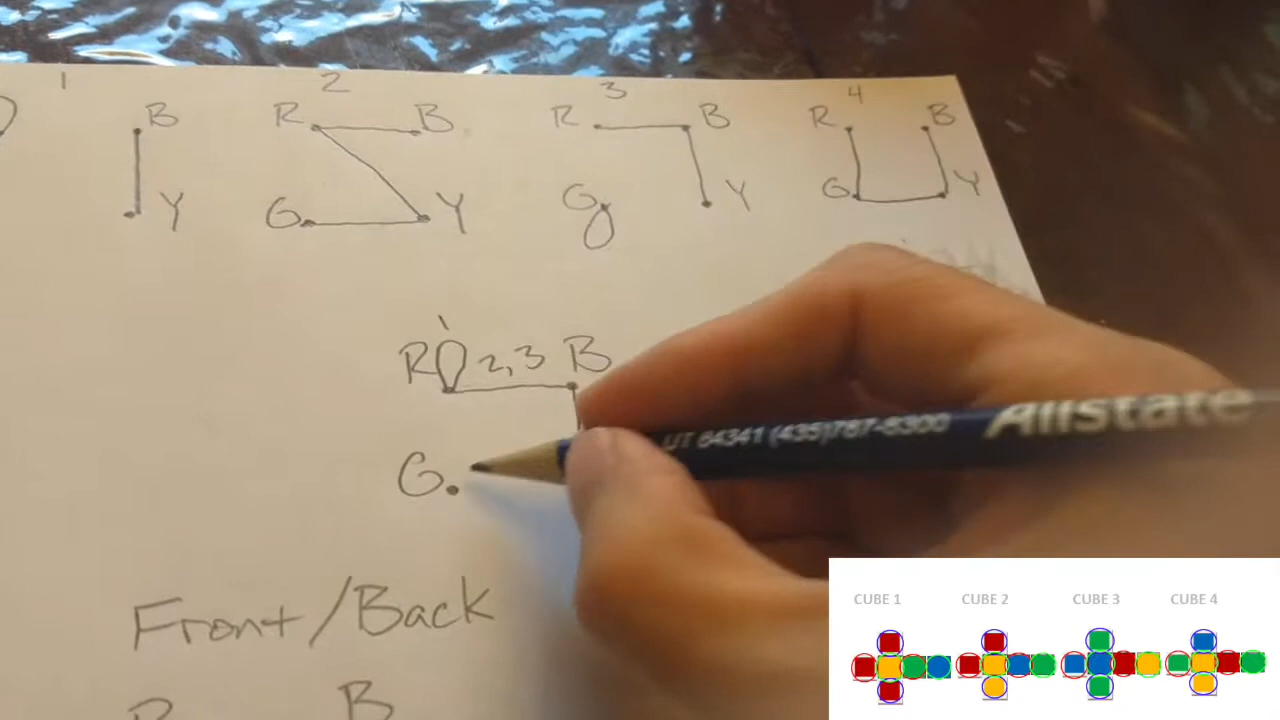 1 2 3 4
B R B R B R B
Y G Y G Y G Y
1
R 2,3 B
G
UT 84341 (435)787-8300 Allstate
Front/Back
R B
CUBE 1 CUBE 2 CUBE 3 CUBE 4